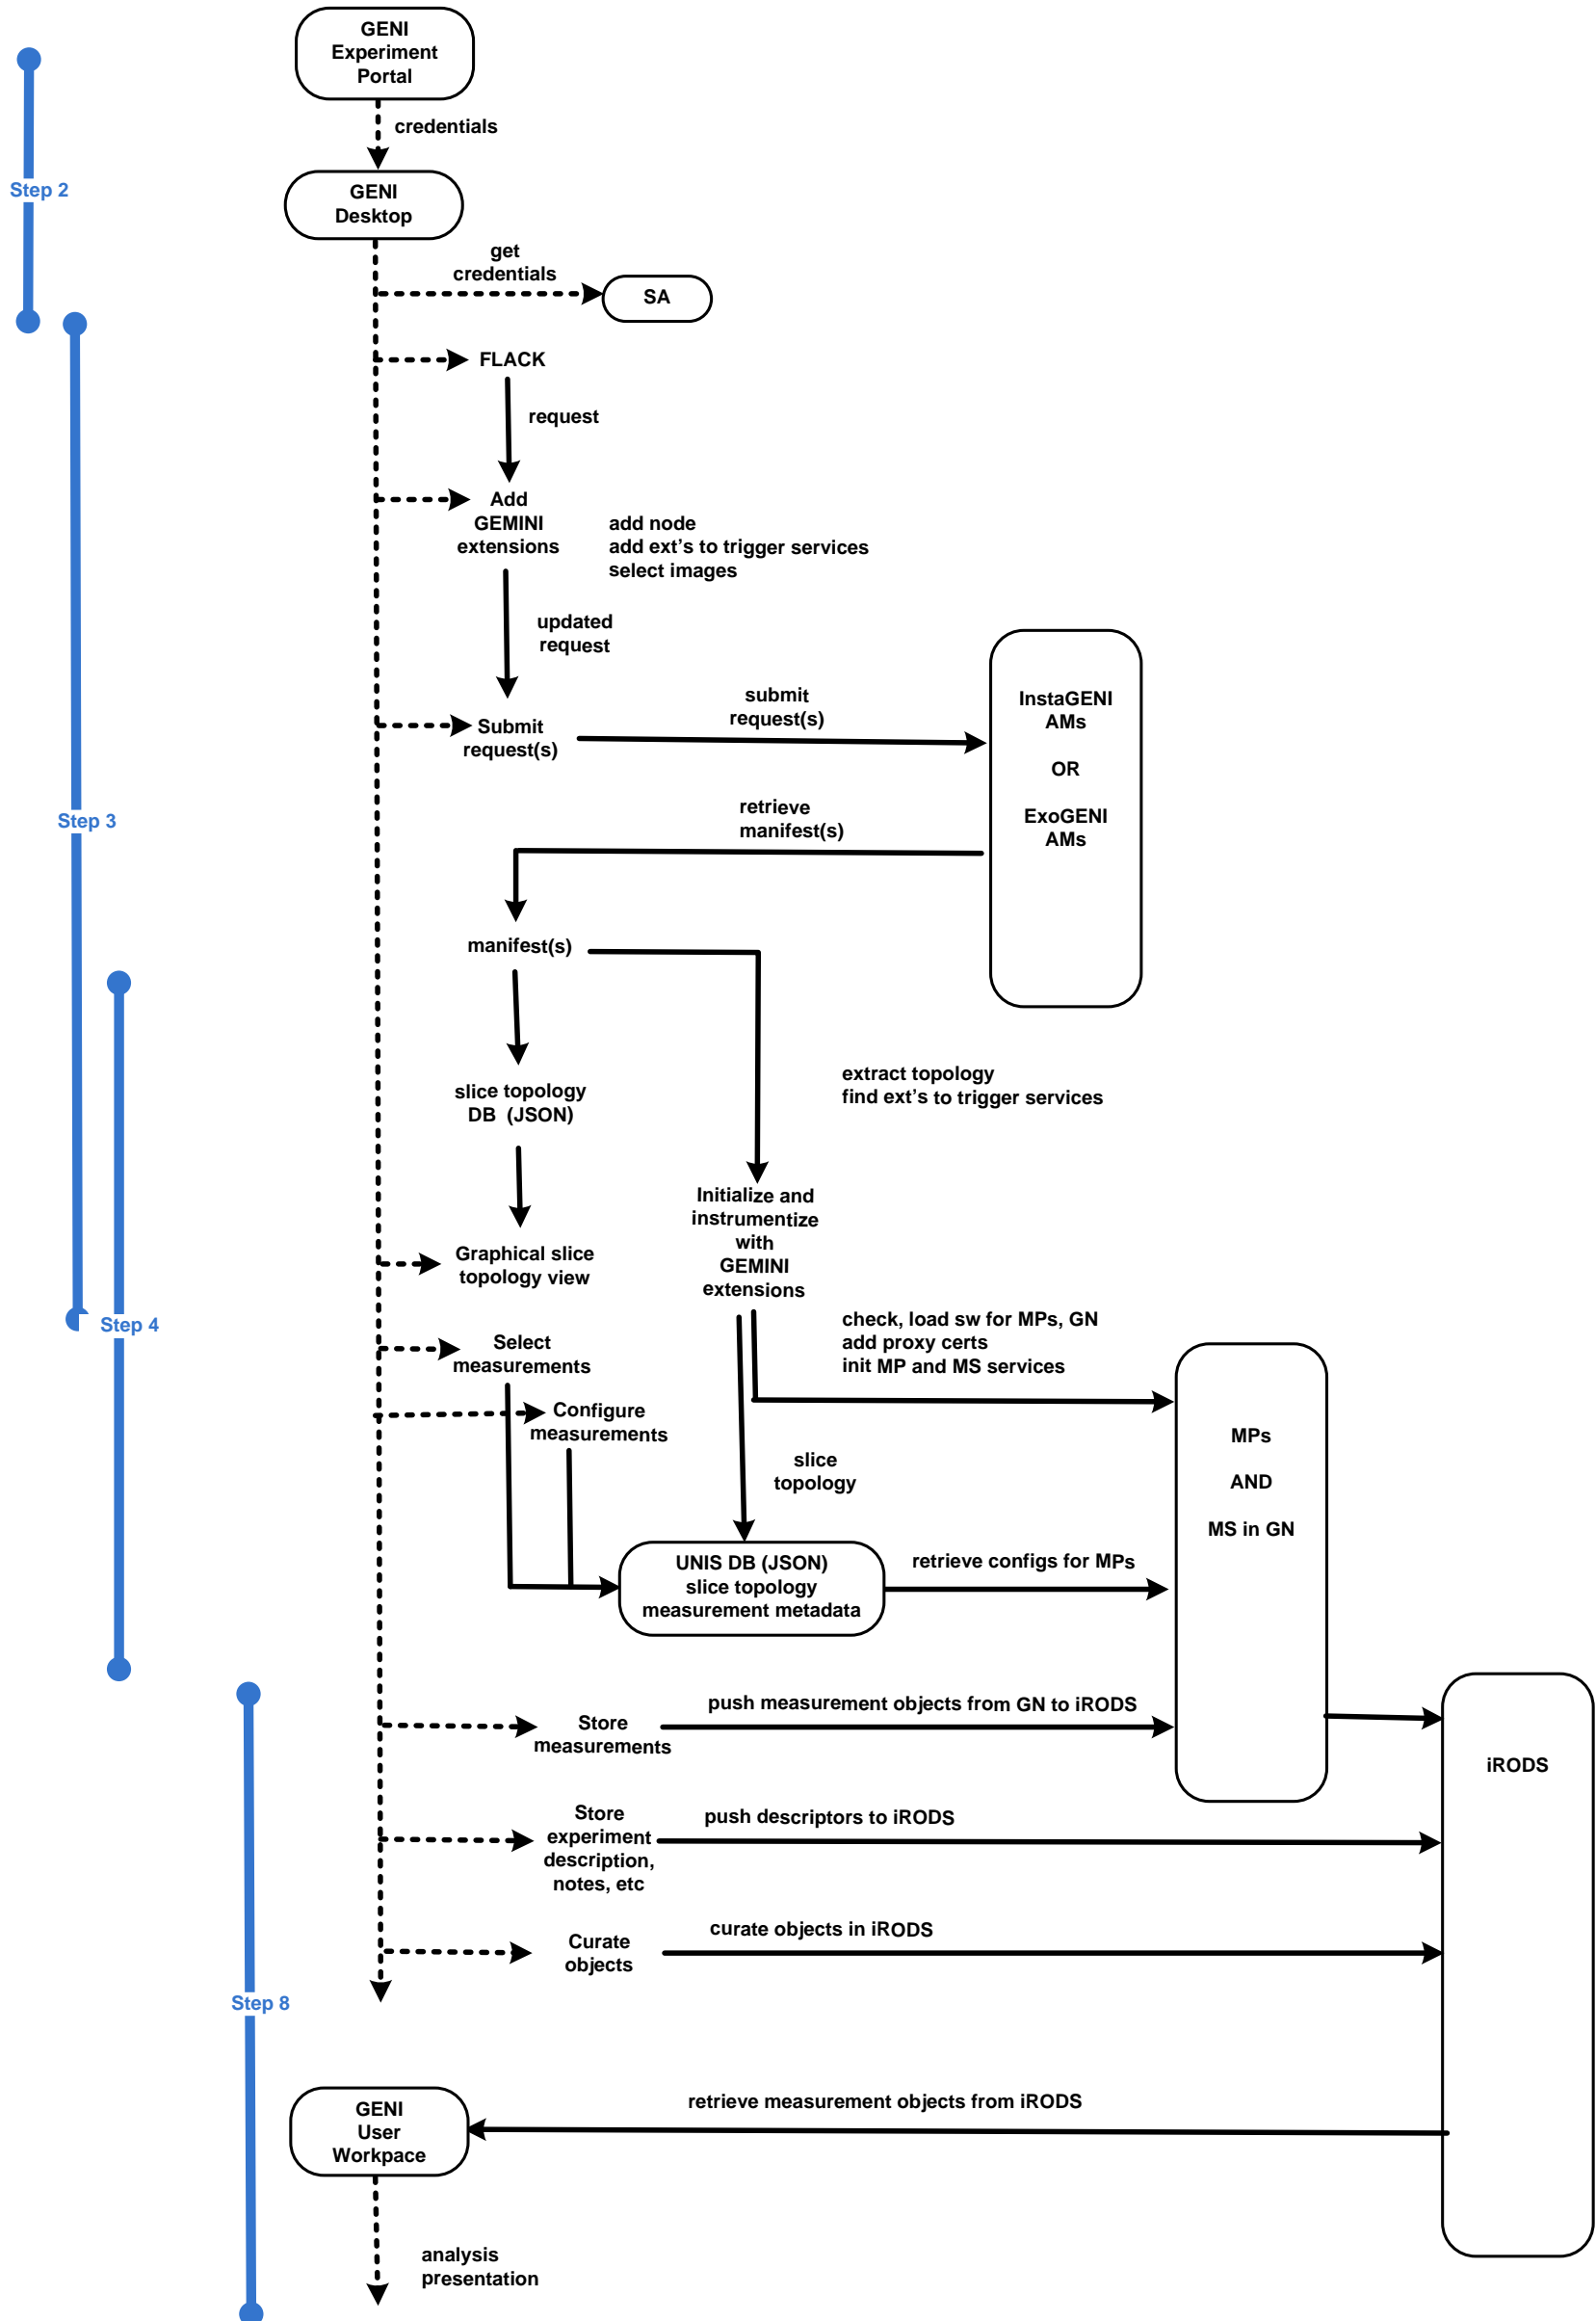 GENI
Experiment
Portal
credentials
Step 2
GENI
Desktop
get
credentials
SA
FLACK
request
Add
GEMINI
extensions
add node
add ext's to trigger services
select images
updated
request
submit
request(s)
Submit
request(s)
InstaGENI
AMs
OR
ExoGENI
AMs
retrieve
manifest(s)
Step 3
manifest(s)
extract topology
find ext's to trigger services
slice topology
DB (JSON)
Initialize and
instrumentize
with
GEMINI
extensions
Graphical slice
topology view
Step 4
check, load sw for MPs, GN
add proxy certs
init MP and MS services
Select
measurements
Configure
measurements
MPs
AND
MS in GN
slice
topology
UNIS DB (JSON)
slice topology
measurement metadata
retrieve configs for MPs
push measurement objects from GN to iRODS
Store
measurements
iRODS
Store
experiment
description,
notes, etc
push descriptors to iRODS
curate objects in iRODS
Curate
objects
Step 8
retrieve measurement objects from iRODS
GENI
User
Workpace
analysis
presentation